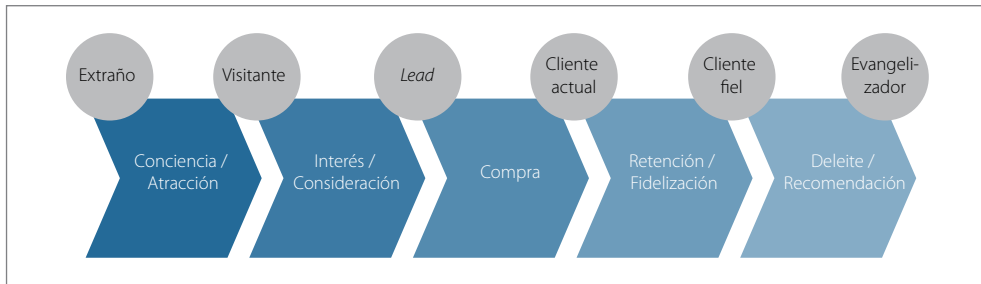 Extraño
Visitante
Lead
Cliente
actual
Cliente
fiel
Evangeli-
zador
Conciencia /
Atracción
Interés /
Consideración
Compra
Retención /
Fidelización
Deleite /
Recomendación